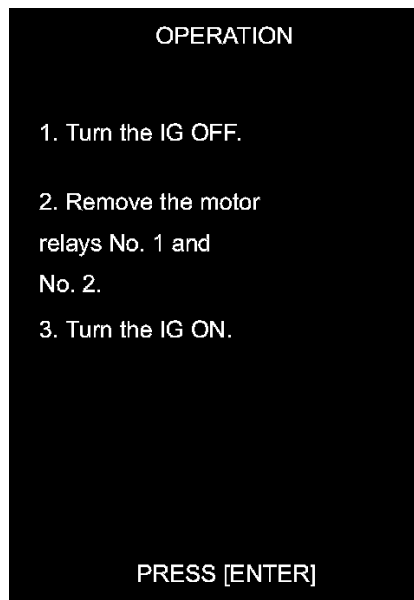 OPERATION
1. Turn the IG OFF.
2. Remove the motor
relays No. 1 and
No. 2.
3. Turn the IG ON.
PRESS [ENTER]